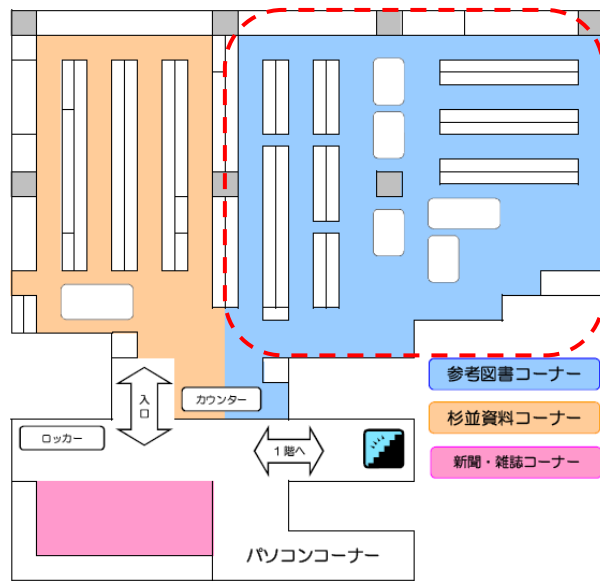 参考図書コーナー
入口
カウンター
杉並資料コーナー
ロッカー
1階へ
新聞・雑誌コーナー
パソコンコーナー